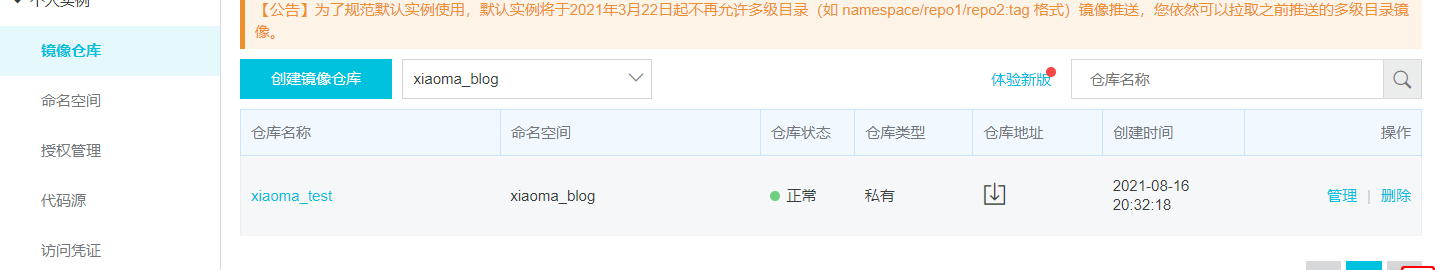 个人实例
【公告】为了规范默认实例使用，默认实例将于2021年3月22日起不再允许多级目录（如 namespace/repo1/repo2:tag 格式）镜像推送，您依然可以拉取之前推送的多级目录镜
像。
镜像仓库
创建镜像仓库
xiaoma_blog
体验新版
仓库名称
命名空间
仓库名称
命名空间
仓库状态
仓库类型
仓库地址
创建时间
操作
授权管理
xiaoma_test
xiaoma_blog
正常
私有
2021-08-16
20:32:18
管理
删除
代码源
访问凭证